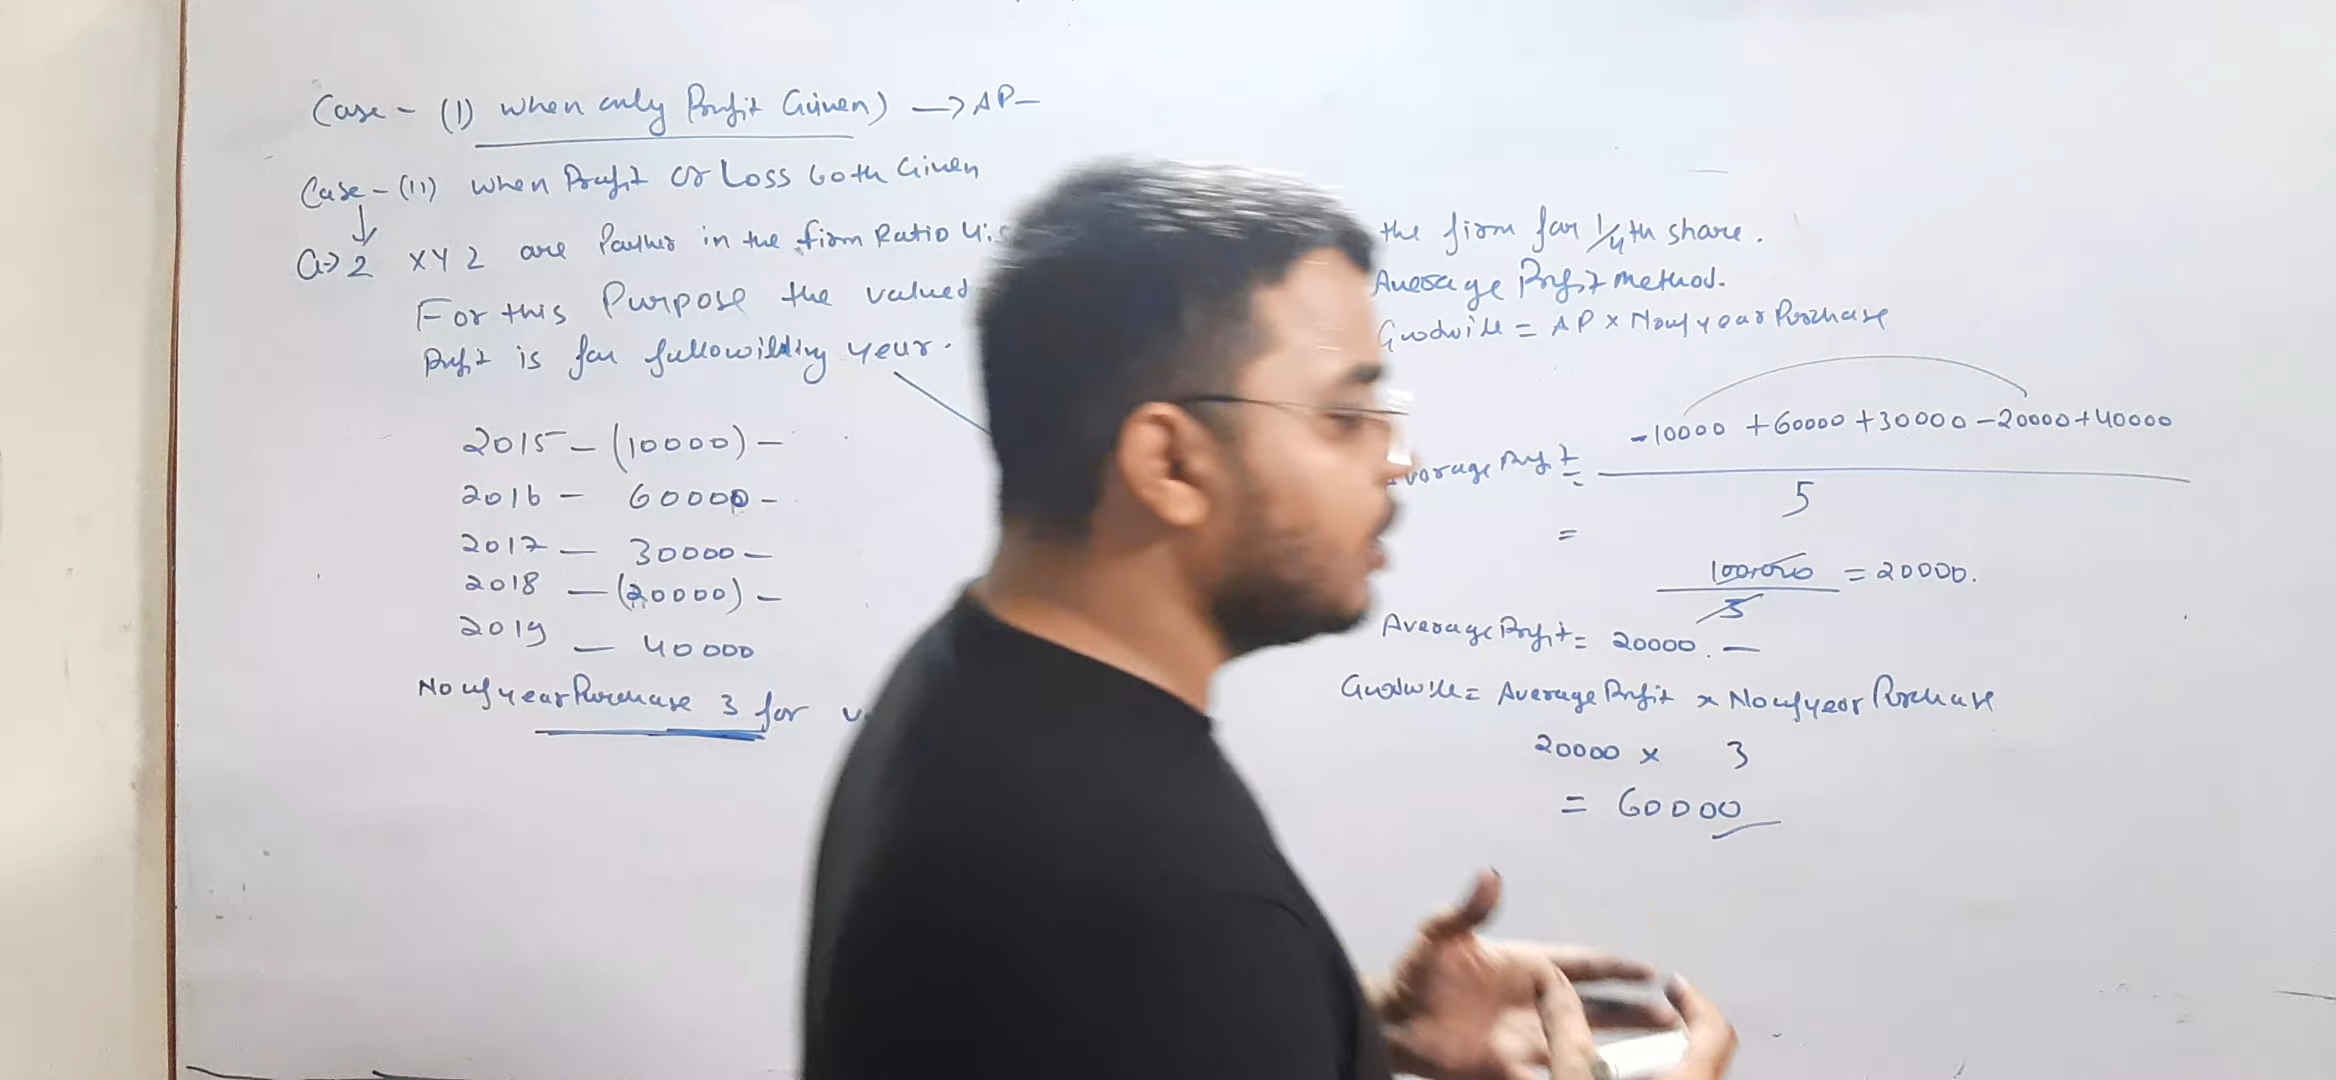 Case - (I) when only Profit Given) → AP -
Case - (II) when Profit or Loss both Given
Q→2 XYZ are Partner in the firm Ratio 4: the firm for 1/4th share.
For this Purpose the valued Average Profit method.
Profit is for following year. Goodwill = AP × No of year Purchase
2015 - (10000) -
2016 - 60000 -
2017 - 30000 -
2018 - (20000) -
2019 - 40000
No of year Purchase 3 for
Average Profit = -10000 + 60000 + 30000 - 20000 + 40000
5
= 100,000 = 20000.
5
Average Profit = 20000. -
Goodwill = Average Profit × No of year Purchase
20000 × 3
= 60000